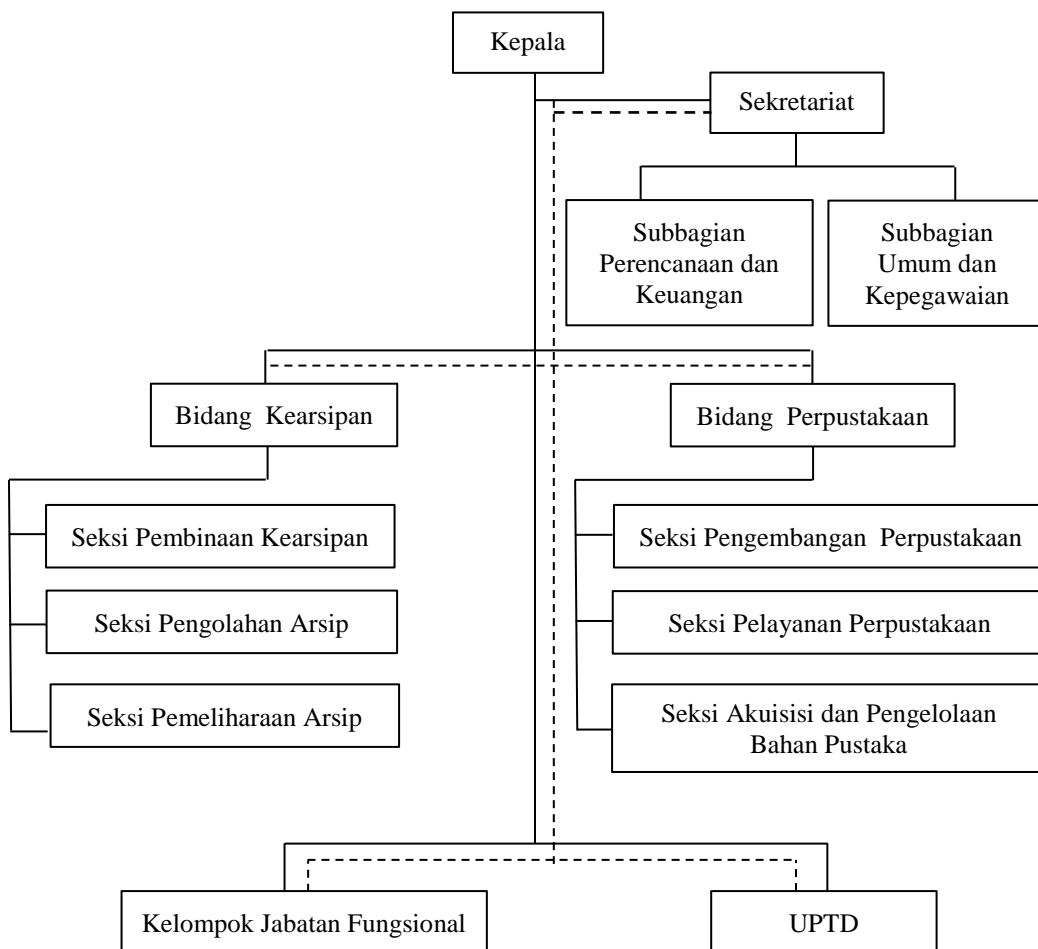 Kepala
Sekretariat
Subbagian
Perencanaan dan
Keuangan
Subbagian
Umum dan
Kepegawaian
Bidang Kearsipan
Bidang Perpustakaan
Seksi Pembinaan Kearsipan
Seksi Pengolahan Arsip
Seksi Pemeliharaan Arsip
Seksi Pengembangan Perpustakaan
Seksi Pelayanan Perpustakaan
Seksi Akuisisi dan Pengelolaan
Bahan Pustaka
Kelompok Jabatan Fungsional
UPTD